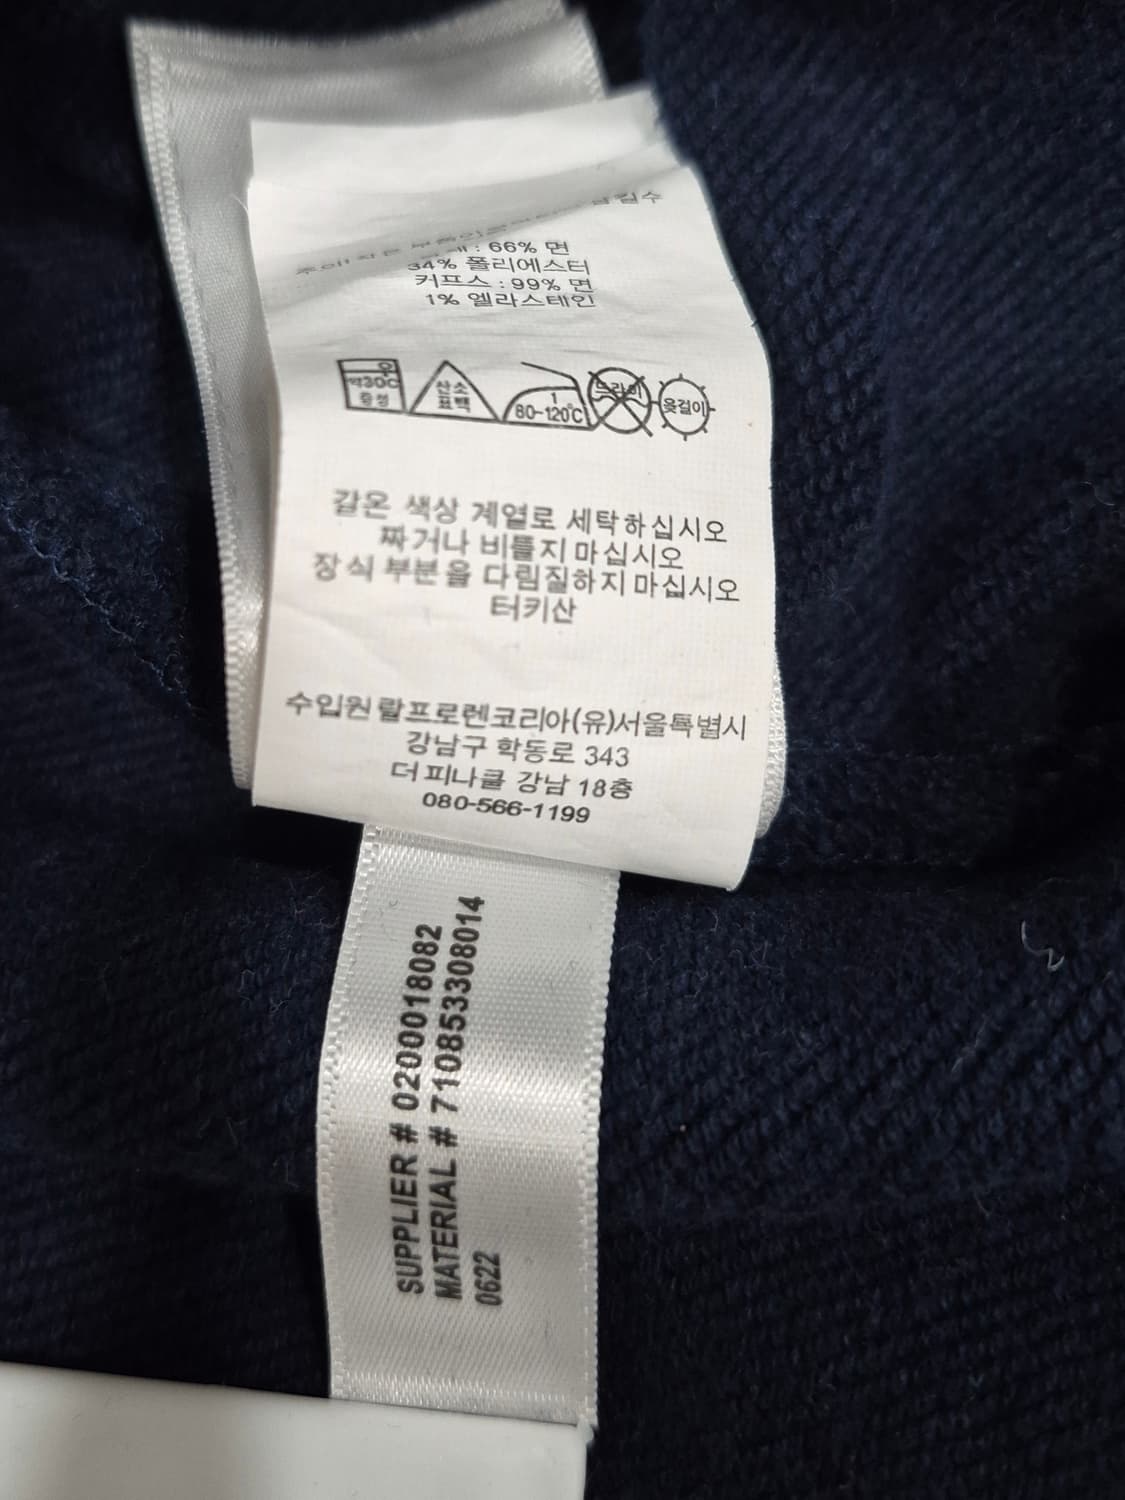 66% 면
34% 폴리에스터
커프스 : 99% 면
1% 엘라스테인
약30C
중성
산소
표백
1
80-120℃
드라이
옷걸이
같은 색상 계열로 세탁하십시오
짜거나 비틀지 마십시오
장식 부분을 다림질하지 마십시오
터키산
수입원 랄프로렌코리아(유)서울특별시
강남구 학동로 343
더 피나클 강남 18층
080-566-1199
SUPPLIER # 0200018082
MATERIAL # 710853308014
0622